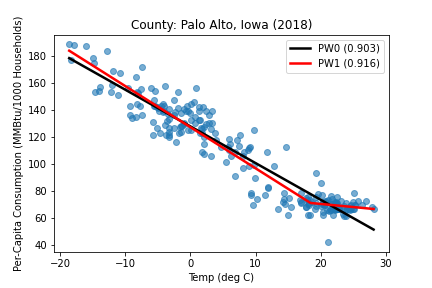 County: Palo Alto, Iowa (2018)
Per-Capita Consumption (MMBtu/1000 Households)
180
160
140
120
100
80
60
40
PW0 (0.903)
PW1 (0.916)
−20 −10 0 10 20 30
Temp (deg C)